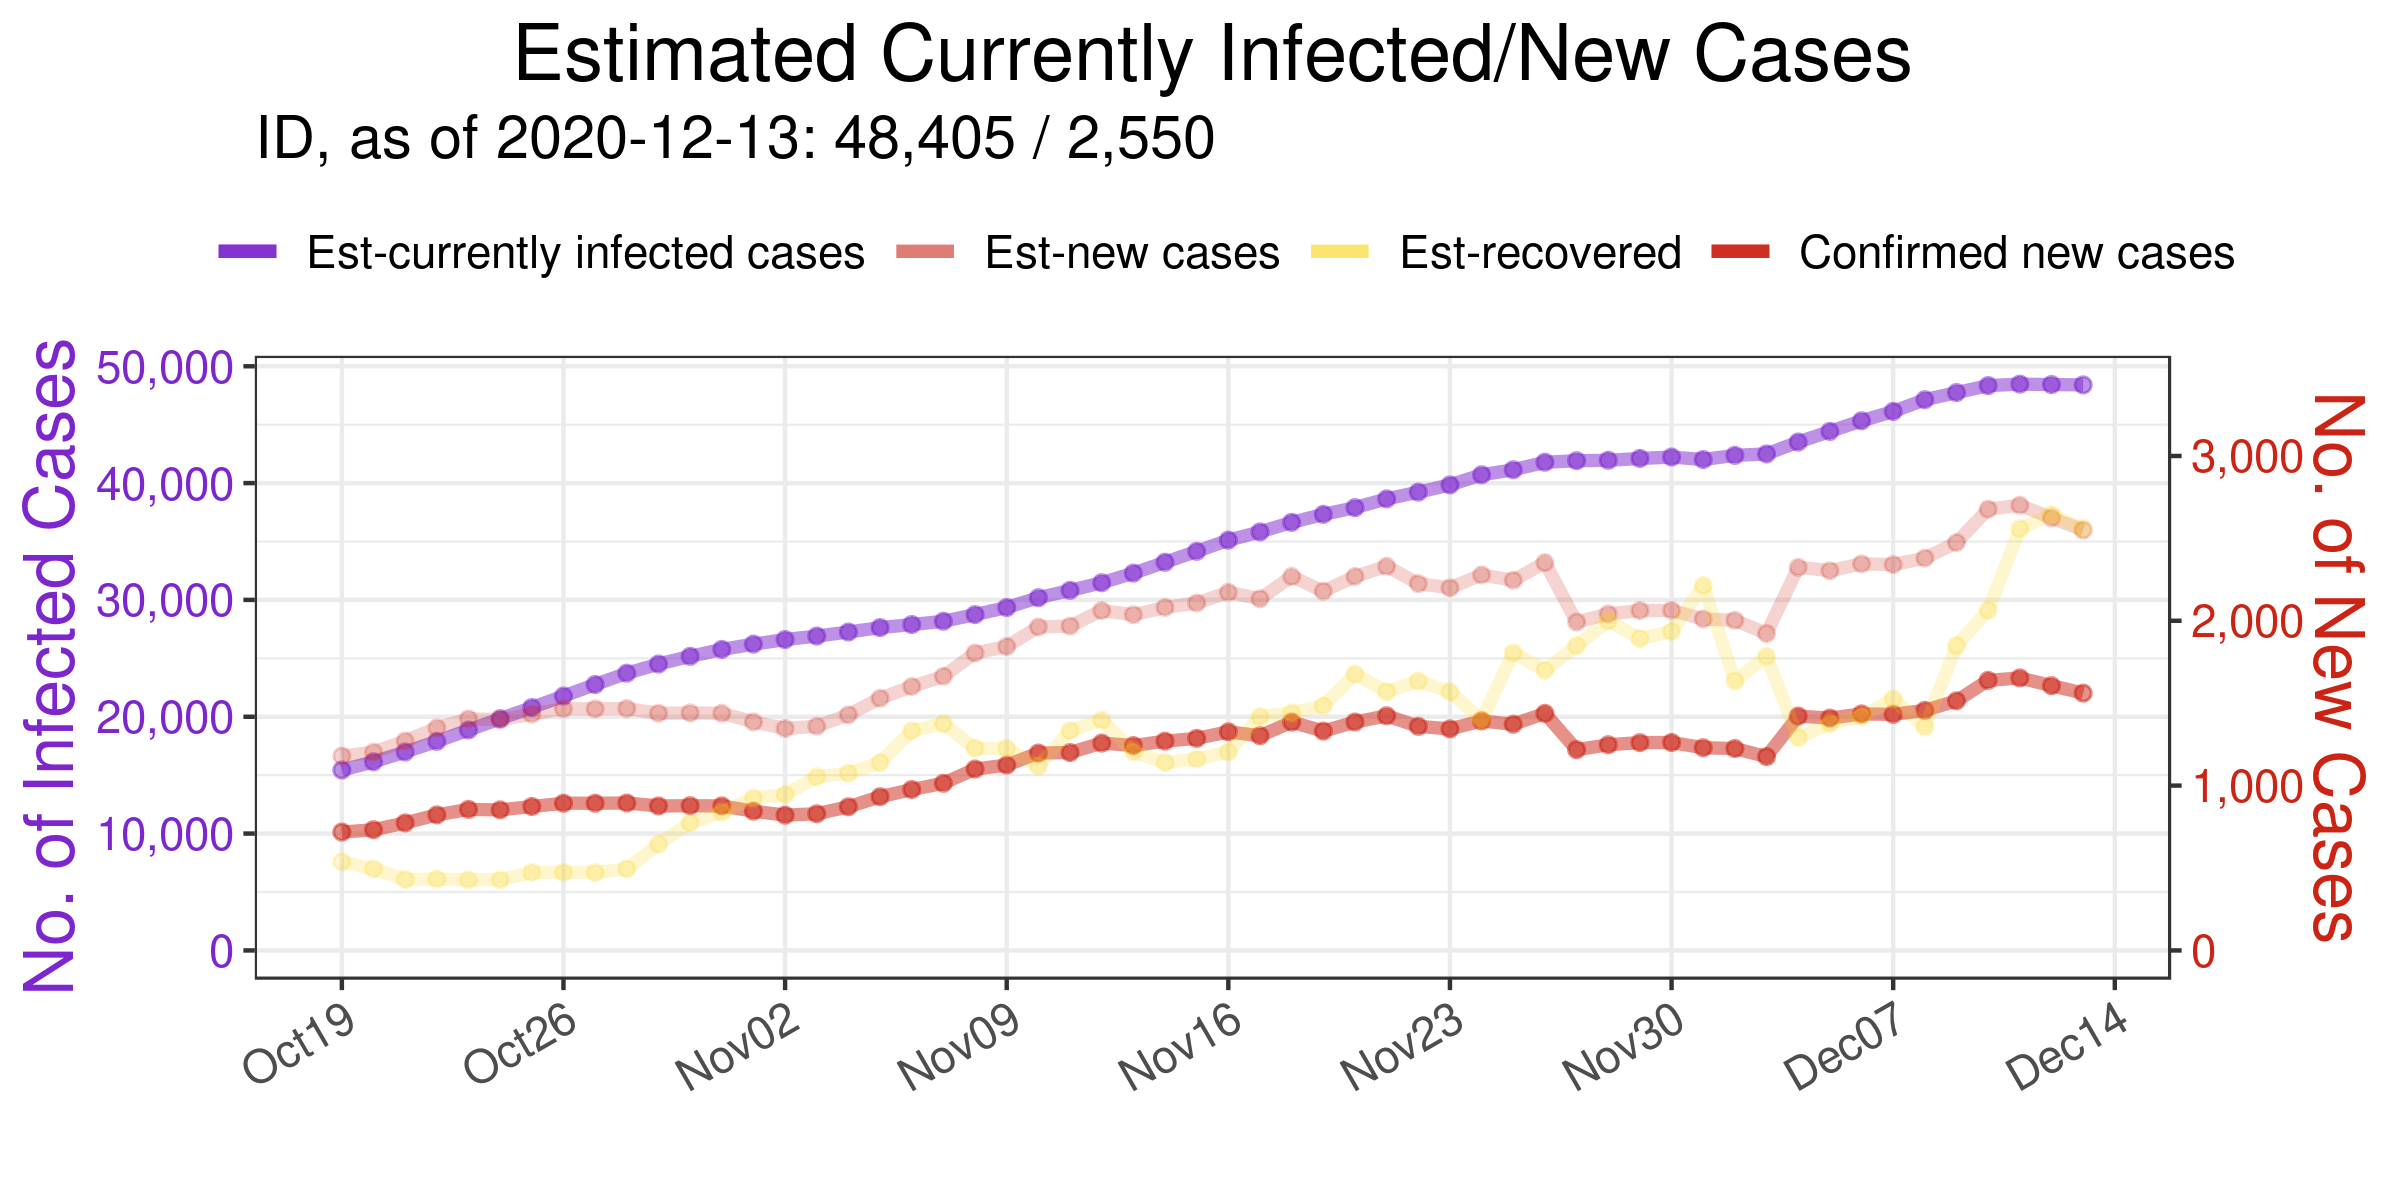 Estimated Currently Infected/New Cases
ID, as of 2020-12-13: 48,405 / 2,550
Est-currently infected cases Est-new cases Est-recovered Confirmed new cases
No. of Infected Cases
50,000
40,000
30,000
20,000
10,000
0
3,000
2,000
1,000
0
No. of New Cases
Oct19 Oct26 Nov02 Nov09 Nov16 Nov23 Nov30 Dec07 Dec14